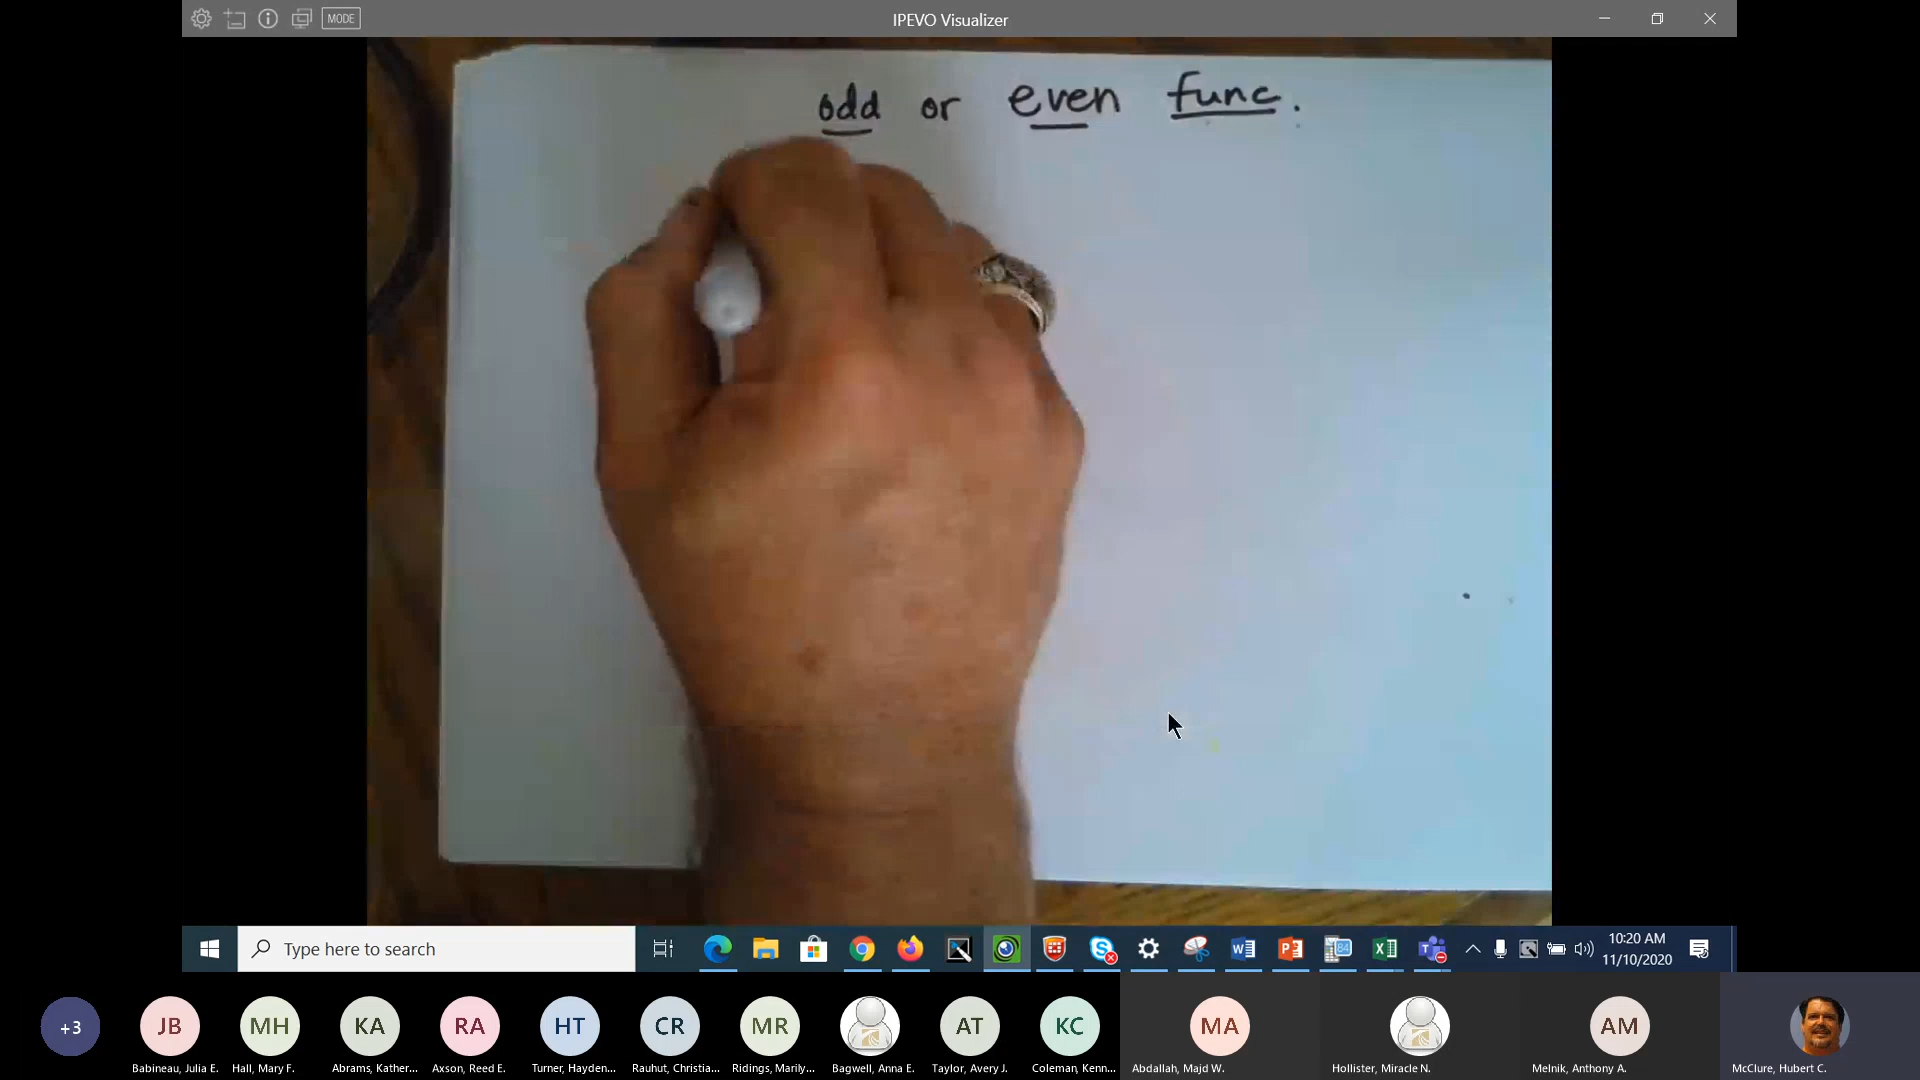 MODE
IPEVO Visualizer
odd or even func.
Type here to search
10:20 AM
11/10/2020
+3
JB
MH
KA
RA
HT
CR
MR
AT
KC
MA
AM
Babineau, Julia E.
Hall, Mary F.
Abrams, Kather...
Axson, Reed E.
Turner, Hayden...
Rauhut, Christia...
Ridings, Marily...
Bagwell, Anna E.
Taylor, Avery J.
Coleman, Kenn...
Abdallah, Majd W.
Hollister, Miracle N.
Melnik, Anthony A.
McClure, Hubert C.